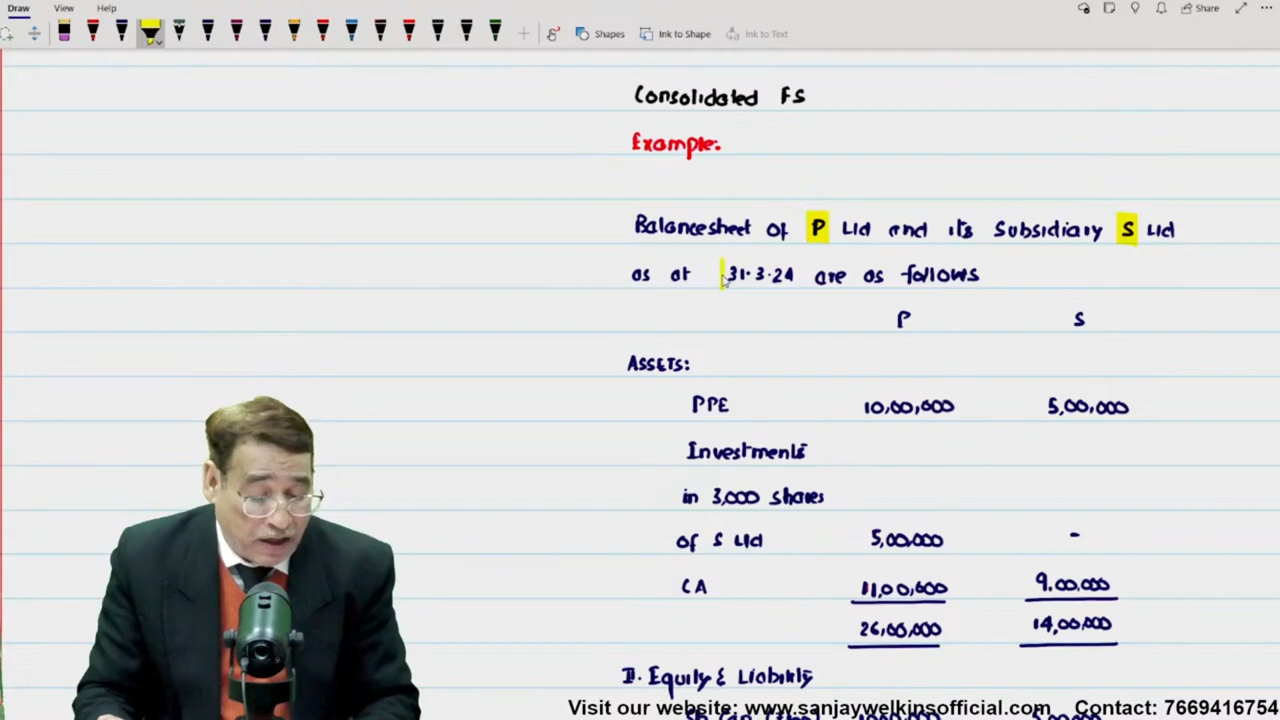 Draw View Help
Share
Shapes Ink to Shape Ink to Text
Consolidated FS
Example:
Balancesheet of P Ltd and its Subsidiary S Ltd
as at 31.3.24 are as follows
P S
ASSETS:
PPE 10,00,000 5,00,000
Investments
in 3,000 shares
of S Ltd 5,00,000 -
CA 11,00,000 9,00,000
26,00,000 14,00,000
II. Equity & Liability
Visit our website: www.sanjaywelkinsofficial.com Contact: 7669416754